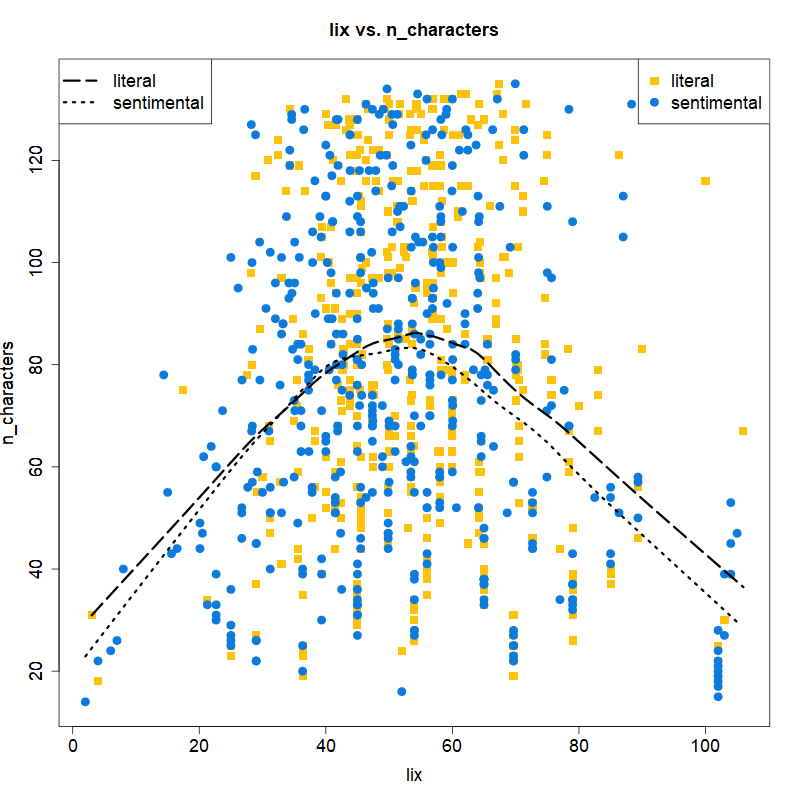 lix vs. n_characters
literal
sentimental
literal
sentimental
n_characters
120
100
80
60
40
20
0 20 40 60 80 100
lix